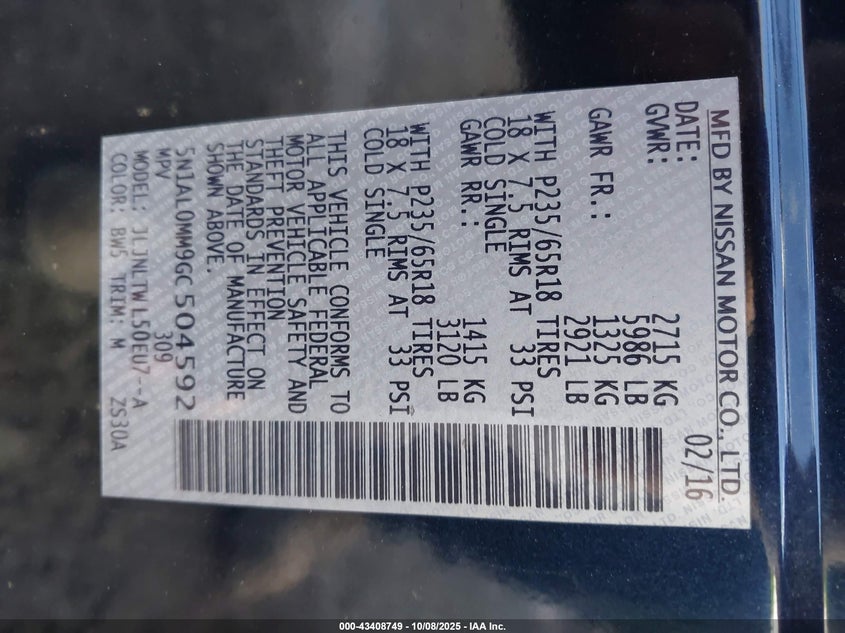 MFD BY NISSAN MOTOR CO., LTD.
DATE: 02/16
GVWR: 2715 KG
5986 LB
GAWR FR.: 1325 KG
2921 LB
WITH P235/65R18 TIRES
18 X 7.5 RIMS AT 33 PSI
COLD SINGLE
GAWR RR.: 1415 KG
3120 LB
WITH P235/65R18 TIRES
18 X 7.5 RIMS AT 33 PSI
COLD SINGLE
THIS VEHICLE CONFORMS TO
ALL APPLICABLE FEDERAL
MOTOR VEHICLE SAFETY AND
THEFT PREVENTION
STANDARDS IN EFFECT ON
THE DATE OF MANUFACTURE
SHOWN ABOVE.
5N1AL0MM9GC504592
MPV 309
MODEL: JLJNLTWL50EU7--A
COLOR: BW5 TRIM: M ZS30A
000-43408749 - 10/08/2025 - IAA Inc.